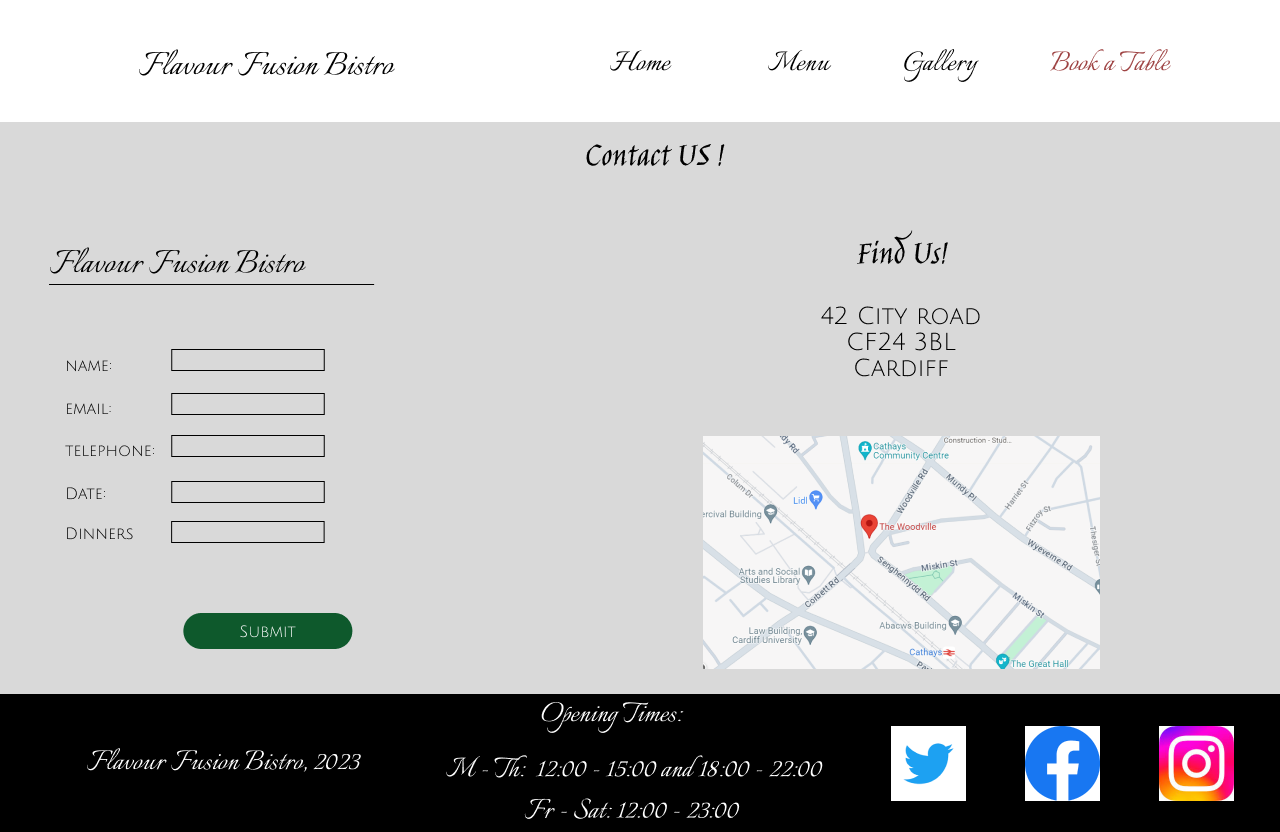 Flavour Fusion Bistro
Home
Menu
Gallery
Book a Table
Contact US !
Flavour Fusion Bistro
name:
email:
telephone:
Date:
Dinners
Submit
Find Us!
42 City road
CF24 3BL
Cardiff
Construction - Stud...
Cathays
Community Centre
Colum Dr
Woodville Rd
Mundy Pl
Harriet St
Lidl
ercival Building
The Woodville
Fitzroy St
Thesiger St
Wyeverne Rd
Miskin St
Arts and Social
Studies Library
Senghennydd Rd
Corbett Rd
Miskin St
Law Building,
Cardiff University
Abacws Building
Cathays
The Great Hall
Flavour Fusion Bistro, 2023
Opening Times:
M - Th: 12:00 - 15:00 and 18:00 - 22:00
Fr - Sat: 12:00 - 23:00